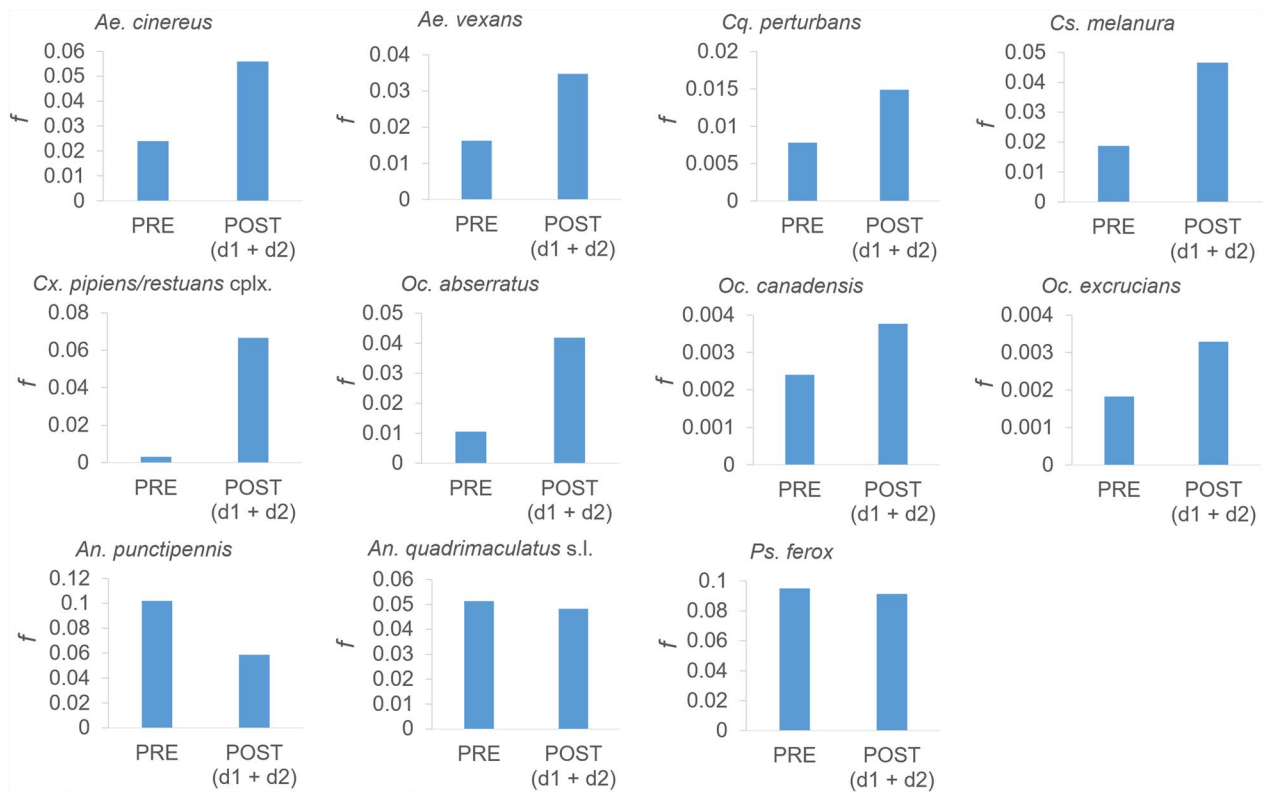 Ae. cinereus
0.06
0.05
0.04
0.03
0.02
0.01
0
f
PRE
POST
(d1 + d2)
Ae. vexans
0.04
0.03
0.02
0.01
0
f
PRE
POST
(d1 + d2)
Cq. perturbans
0.02
0.015
0.01
0.005
0
f
PRE
POST
(d1 + d2)
Cs. melanura
0.05
0.04
0.03
0.02
0.01
0
f
PRE
POST
(d1 + d2)
Cx. pipiens/restuans cplx.
0.08
0.06
0.04
0.02
0
f
PRE
POST
(d1 + d2)
Oc. abserratus
0.05
0.04
0.03
0.02
0.01
0
f
PRE
POST
(d1 + d2)
Oc. canadensis
0.004
0.003
0.002
0.001
0
f
PRE
POST
(d1 + d2)
Oc. excrucians
0.004
0.003
0.002
0.001
0
f
PRE
POST
(d1 + d2)
An. punctipennis
0.12
0.1
0.08
0.06
0.04
0.02
0
f
PRE
POST
(d1 + d2)
An. quadrimaculatus s.l.
0.06
0.05
0.04
0.03
0.02
0.01
0
f
PRE
POST
(d1 + d2)
Ps. ferox
0.1
0.08
0.06
0.04
0.02
0
f
PRE
POST
(d1 + d2)